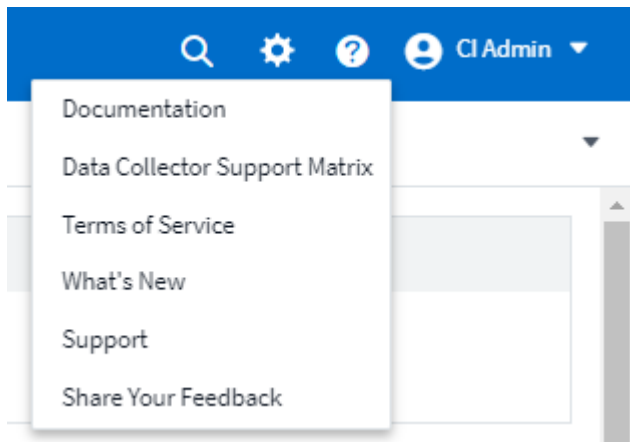 CI Admin
Documentation
Data Collector Support Matrix
Terms of Service
What's New
Support
Share Your Feedback